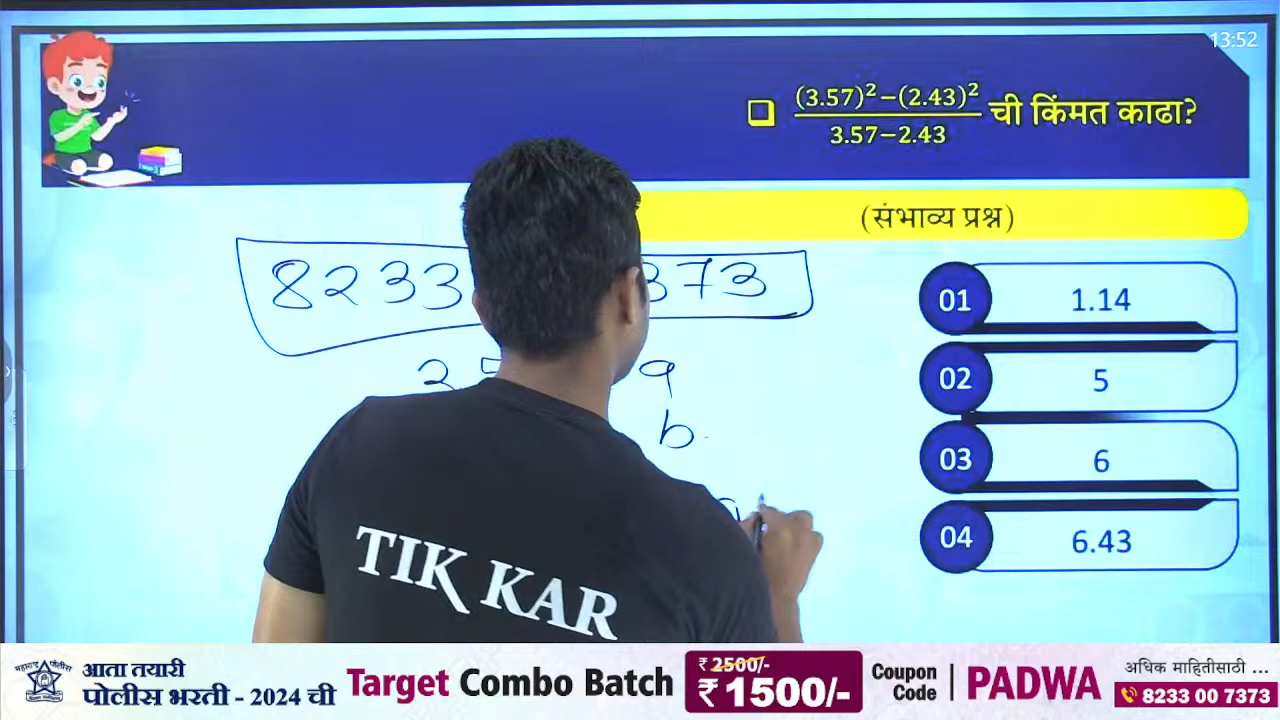 13:52
❑ (3.57)²−(2.43)² / 3.57−2.43 ची किंमत काढा?
(संभाव्य प्रश्न)
8233 373
a
b
01 1.14
02 5
03 6
04 6.43
TIK KAR
महाराष्ट्र पोलीस
आता तयारी
पोलीस भरती - 2024 ची
Target Combo Batch
₹ 2500/-
₹ 1500/-
Coupon Code
PADWA
अधिक माहितीसाठी ...
8233 00 7373